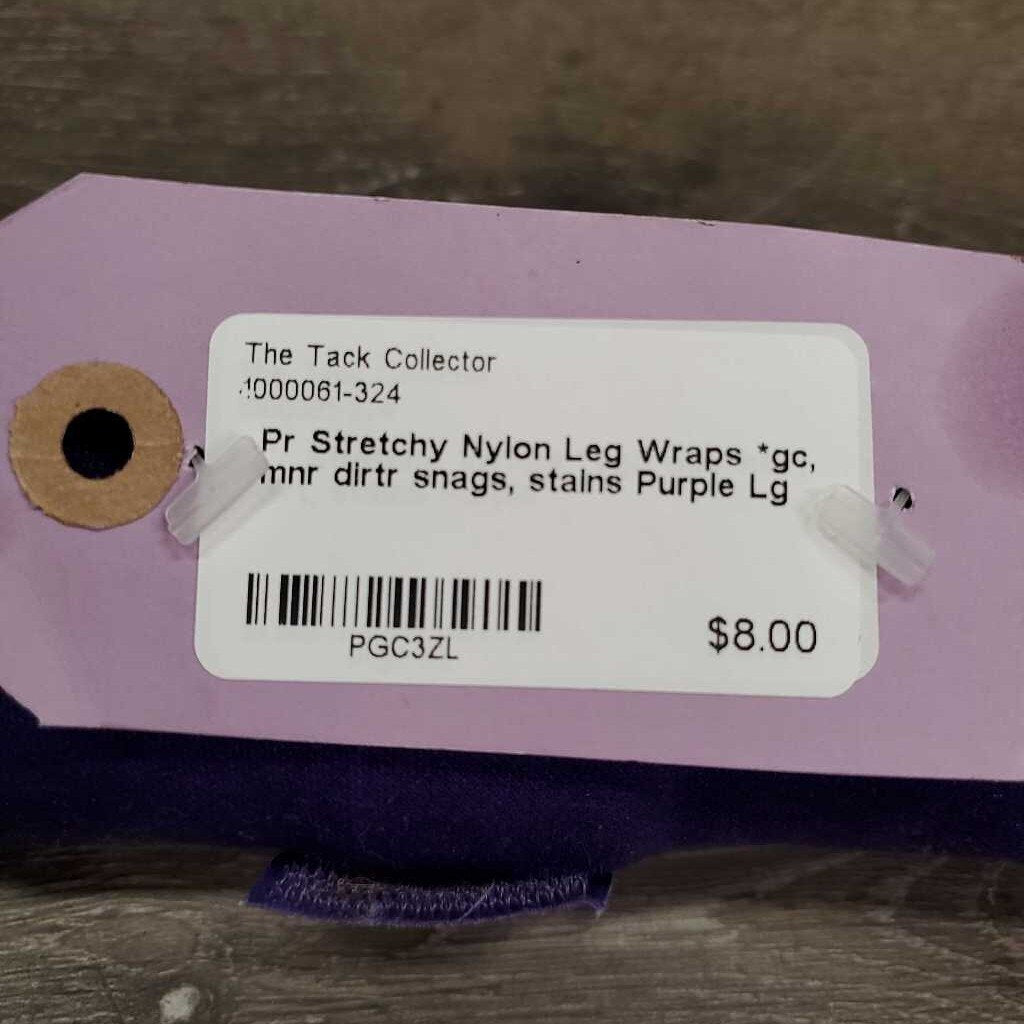 The Tack Collector
1000061-324
Pr Stretchy Nylon Leg Wraps *gc,
mnr dirtr snags, stains Purple Lg
PGC3ZL
$8.00